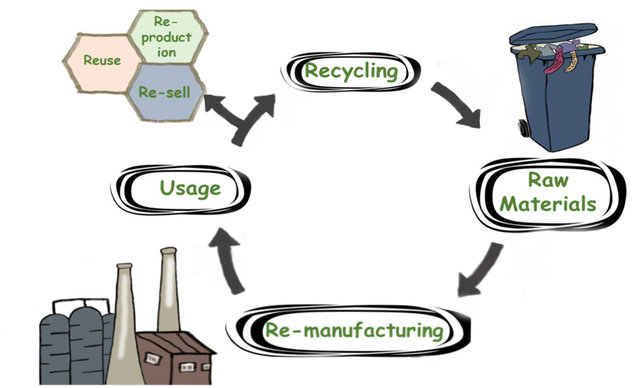 Re-
product
ion
Reuse
Re-sell
Recycling
Usage
Raw
Materials
Re-manufacturing